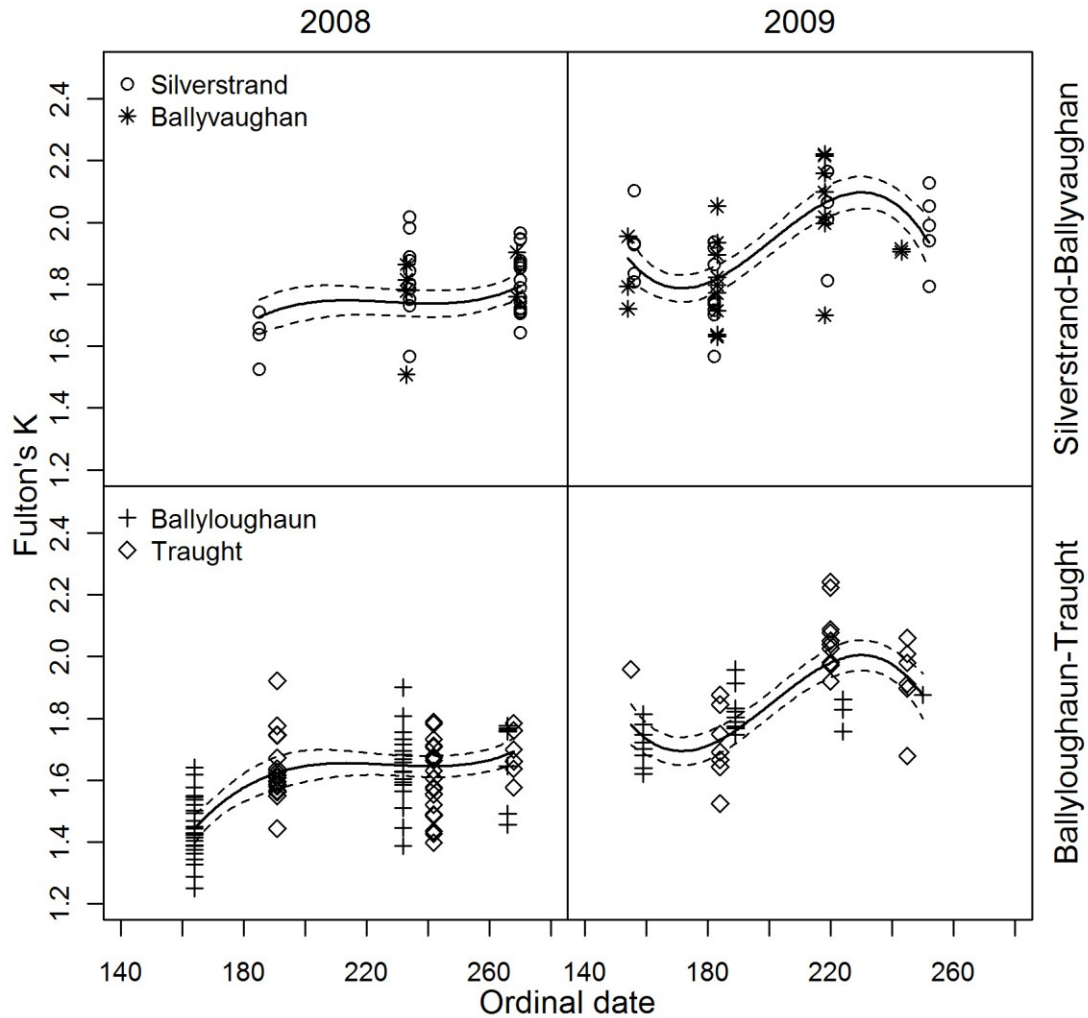 2008 2009
Silverstrand
Ballyvaughan
Ballyloughaun
Traught
Fulton's K
1.2 1.4 1.6 1.8 2.0 2.2 2.4
1.2 1.4 1.6 1.8 2.0 2.2 2.4
Silverstrand-Ballyvaughan
Ballyloughaun-Traught
140 180 220 260 140 180 220 260
Ordinal date